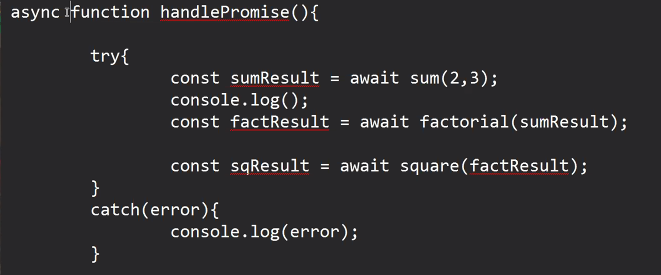 async function handlePromise(){
try{
const sumResult = await sum(2,3);
console.log();
const factResult = await factorial(sumResult);
const sqResult = await square(factResult);
}
catch(error){
console.log(error);
}